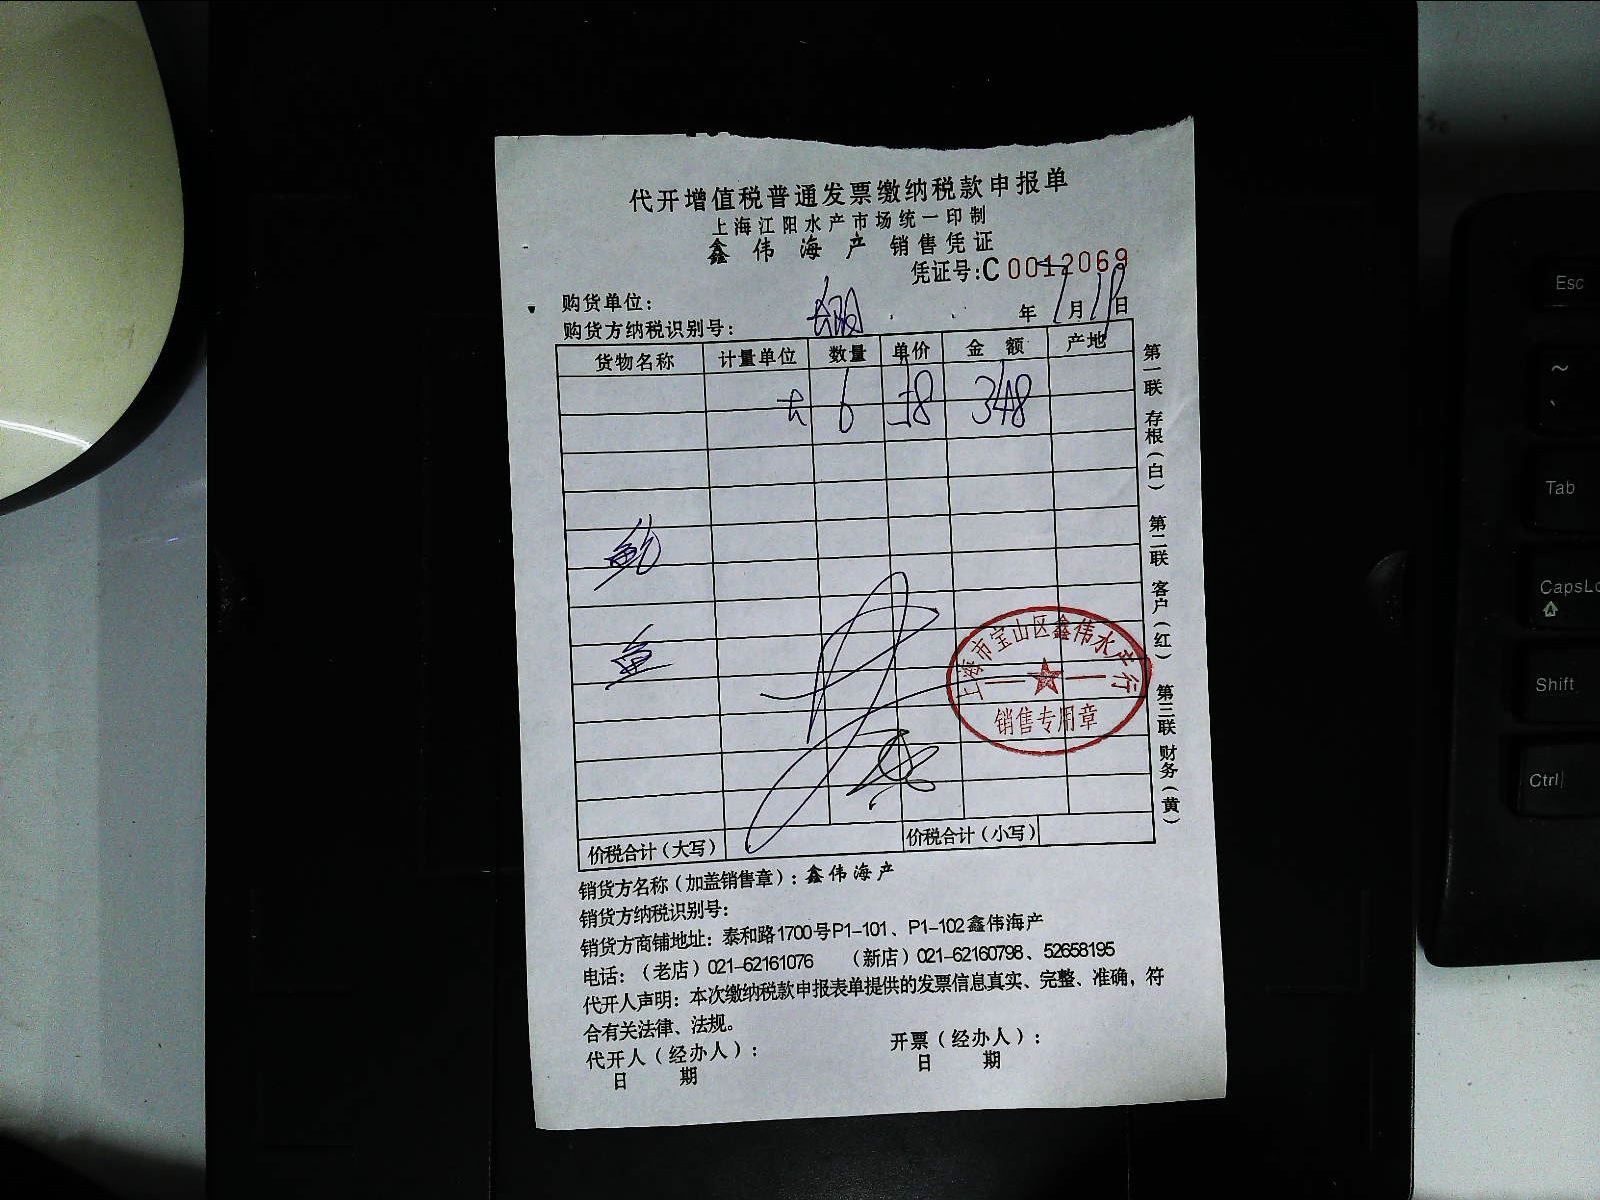 代开增值税普通发票缴纳税款申报单
上海江阳水产市场统一印制
鑫伟海产 销售凭证
凭证号:C 0012069
购货单位:
年 月 日
购货方纳税识别号:
货物名称 计量单位 数量 单价 金额 产地
6 58 348
鲍
鱼
上海市宝山区鑫伟水产行
销售专用章
价税合计(大写) 价税合计(小写)
第一联 存根(白) 第二联 客户(红) 第三联 财务(黄)
销货方名称(加盖销售章):鑫伟海产
销货方纳税识别号:
销货方商铺地址:泰和路1700号P1-101、P1-102鑫伟海产
电话:(老店)021-62161076 (新店)021-62160798、52658195
代开人声明:本次缴纳税款申报表单提供的发票信息真实、完整、准确,符
合有关法律、法规。
代开人(经办人): 开票(经办人):
日 期 日 期
Esc
~
、
Tab
Shift
Ctrl